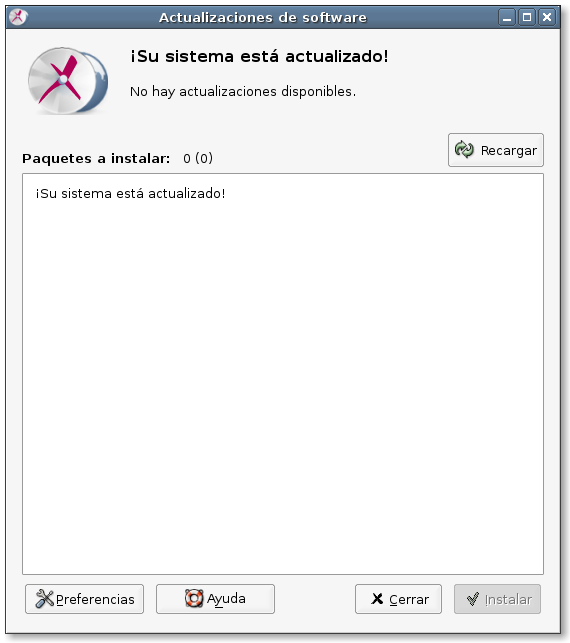 Actualizaciones de software
¡Su sistema está actualizado!
No hay actualizaciones disponibles.
Paquetes a instalar: 0 (0)
Recargar
¡Su sistema está actualizado!
Preferencias
Ayuda
Cerrar
Instalar